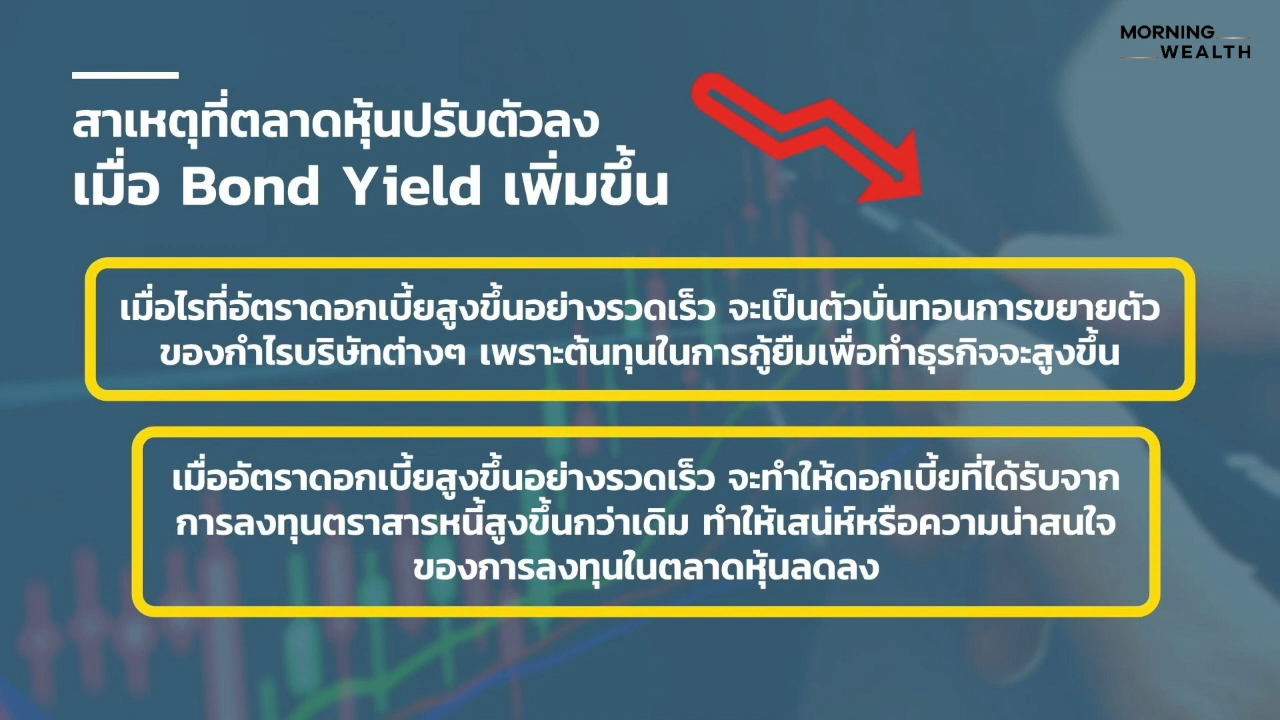 MORNING
WEALTH
สาเหตุที่ตลาดหุ้นปรับตัวลง
เมื่อ Bond Yield เพิ่มขึ้น
เมื่อไรที่อัตราดอกเบี้ยสูงขึ้นอย่างรวดเร็ว จะเป็นตัวบั่นทอนการขยายตัว
ของกำไรบริษัทต่างๆ เพราะต้นทุนในการกู้ยืมเพื่อทำธุรกิจจะสูงขึ้น
เมื่ออัตราดอกเบี้ยสูงขึ้นอย่างรวดเร็ว จะทำให้ดอกเบี้ยที่ได้รับจาก
การลงทุนตราสารหนี้สูงขึ้นกว่าเดิม ทำให้เสน่ห์หรือความน่าสนใจ
ของการลงทุนในตลาดหุ้นลดลง